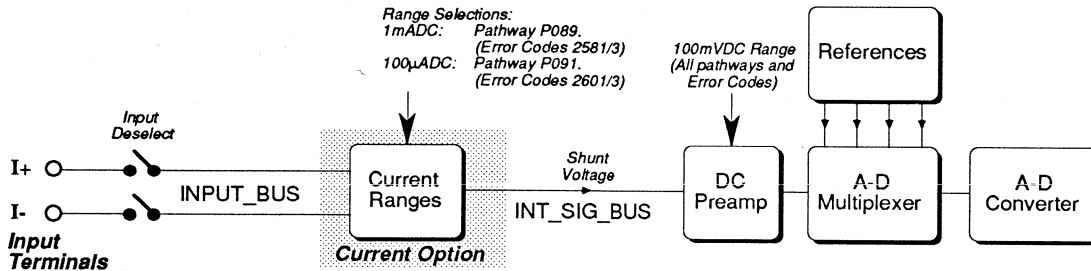 Range Selections:
1mADC: Pathway P089.
(Error Codes 2581/3)
100µADC: Pathway P091.
(Error Codes 2601/3)
100mVDC Range
(All pathways and
Error Codes)
References
Input
Deselect
I+
I-
Input
Terminals
INPUT_BUS
Current
Ranges
Current Option
Shunt
Voltage
INT_SIG_BUS
DC
Preamp
A-D
Multiplexer
A-D
Converter